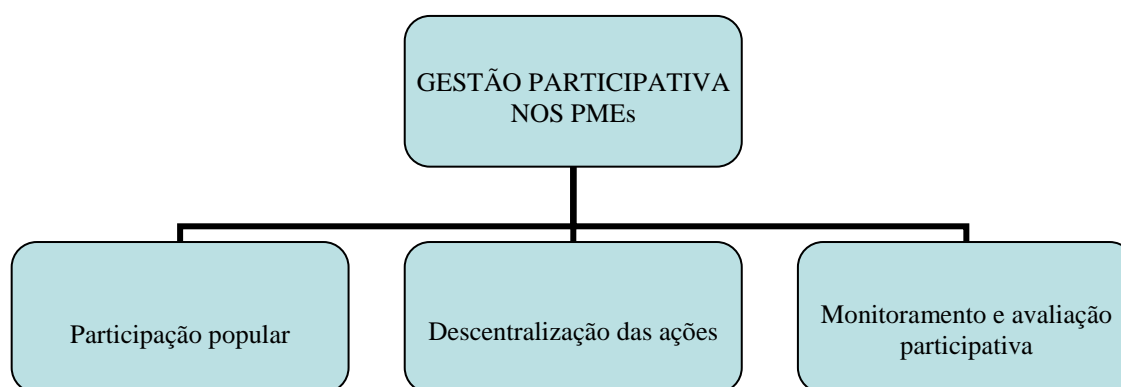 GESTÃO PARTICIPATIVA
NOS PMEs
Participação popular
Descentralização das ações
Monitoramento e avaliação
participativa